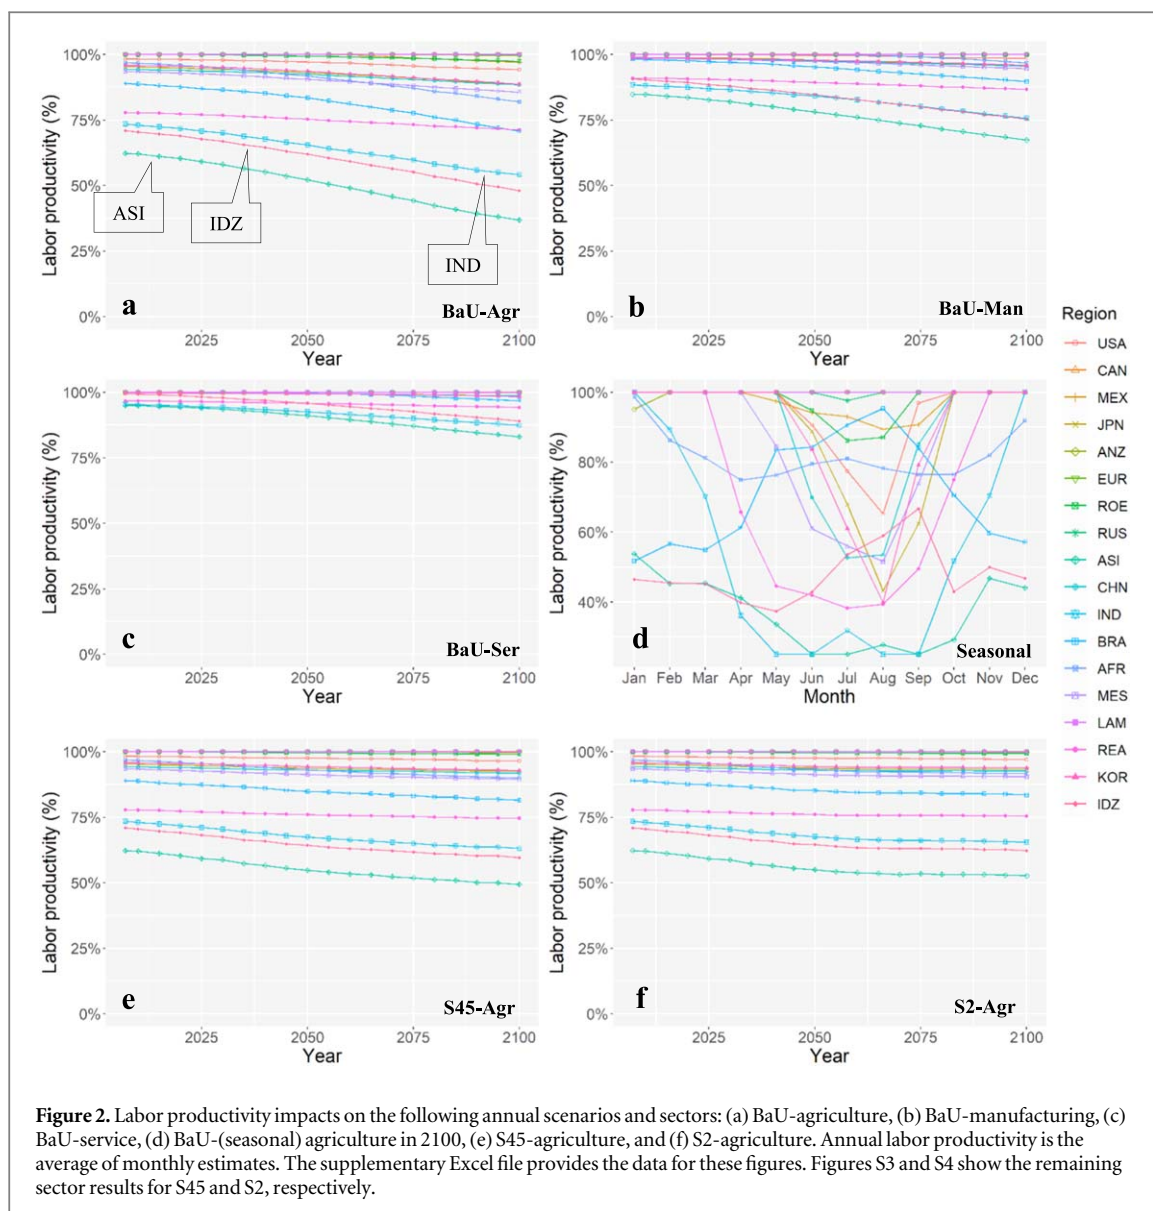 100%
75%
50%
25%
0%
Labor productivity (%)
ASI
IDZ
IND
a
BaU-Agr
2025
2050
2075
2100
Year
100%
75%
50%
25%
0%
Labor productivity (%)
b
BaU-Man
2025
2050
2075
2100
Year
100%
75%
50%
25%
0%
Labor productivity (%)
c
BaU-Ser
2025
2050
2075
2100
Year
100%
80%
60%
40%
Labor productivity (%)
d
Seasonal
Jan Feb Mar Apr May Jun Jul Aug Sep Oct Nov Dec
Month
Region
USA
CAN
MEX
JPN
ANZ
EUR
ROE
RUS
ASI
CHN
IND
BRA
AFR
MES
LAM
REA
KOR
IDZ
100%
75%
50%
25%
0%
Labor productivity (%)
e
S45-Agr
2025
2050
2075
2100
Year
100%
75%
50%
25%
0%
Labor productivity (%)
f
S2-Agr
2025
2050
2075
2100
Year
Figure 2. Labor productivity impacts on the following annual scenarios and sectors: (a) BaU-agriculture, (b) BaU-manufacturing, (c)
BaU-service, (d) BaU-(seasonal) agriculture in 2100, (e) S45-agriculture, and (f) S2-agriculture. Annual labor productivity is the
average of monthly estimates. The supplementary Excel file provides the data for these figures. Figures S3 and S4 show the remaining
sector results for S45 and S2, respectively.